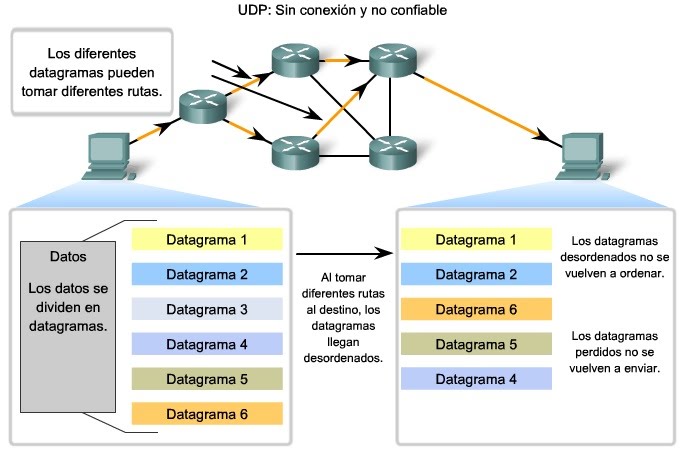 UDP: Sin conexión y no confiable
Los diferentes
datagramas pueden
tomar diferentes rutas.
Datos
Los datos se
dividen en
datagramas.
Datagrama 1
Datagrama 2
Datagrama 3
Datagrama 4
Datagrama 5
Datagrama 6
Al tomar
diferentes rutas
al destino, los
datagramas
llegan
desordenados.
Datagrama 1
Datagrama 2
Datagrama 6
Datagrama 5
Datagrama 4
Los datagramas
desordenados no se
vuelven a ordenar.
Los datagramas
perdidos no se
vuelven a enviar.